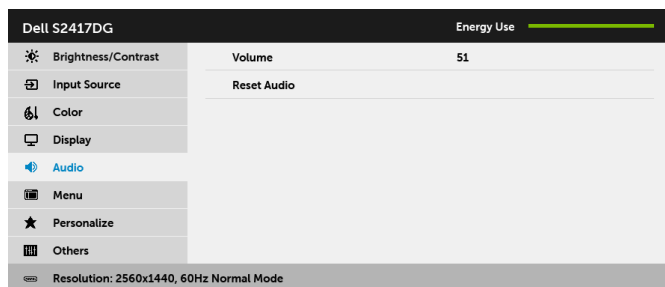 Dell S2417DG Energy Use
Brightness/Contrast Volume 51
Input Source Reset Audio
Color
Display
Audio
Menu
Personalize
Others
Resolution: 2560x1440, 60Hz Normal Mode